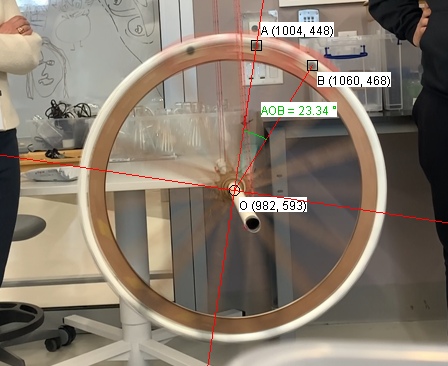 A (1004, 448)
B (1060, 468)
AOB = 23.34 °
O (982, 593)